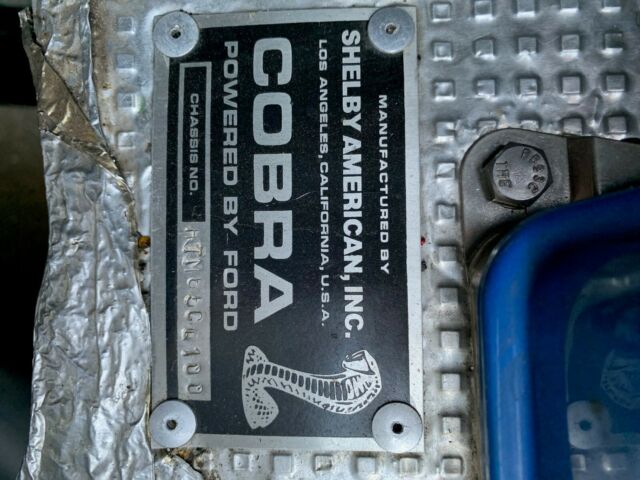 MANUFACTURED BY
SHELBY AMERICAN, INC.
LOS ANGELES, CALIFORNIA, U.S.A.
COBRA
POWERED BY FORD
CHASSIS NO.